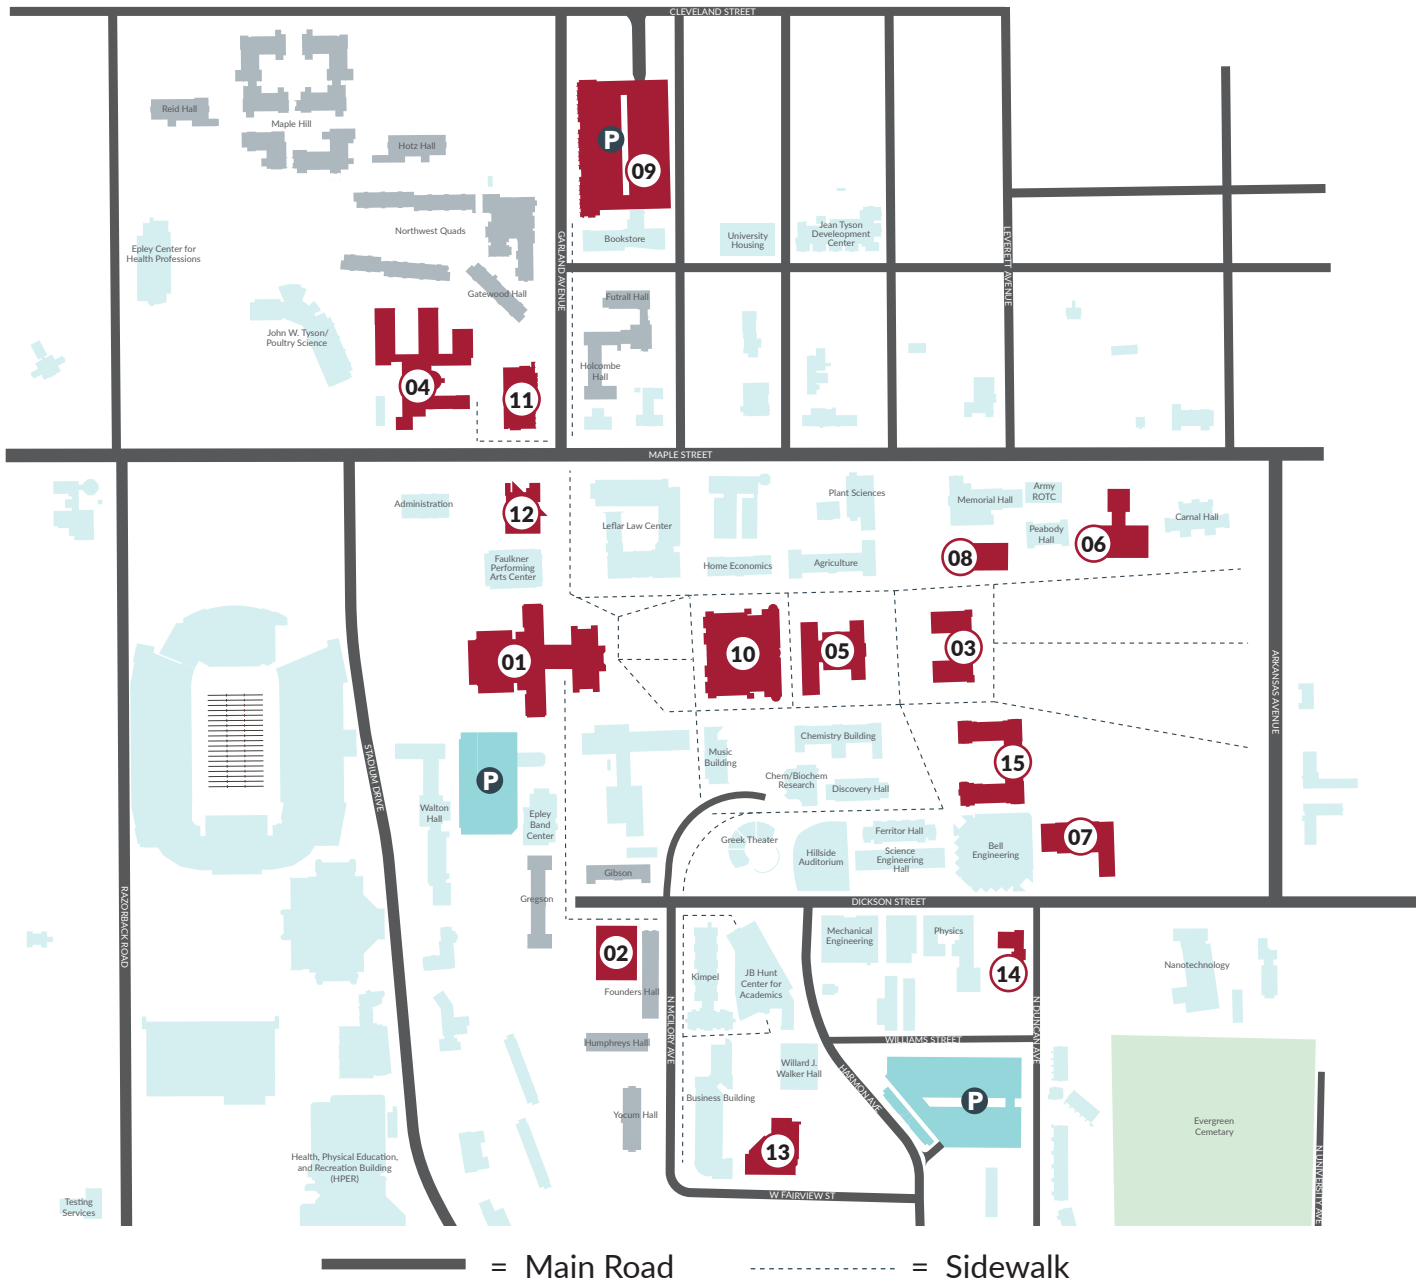 CLEVELAND STREET
Reid Hall
Maple Hill
Hotz Hall
P
09
Northwest Quads
Epley Center for
Health Professions
GARLAND AVENUE
Bookstore
University
Housing
Jean Tyson
Development
Center
LEVERETT AVENUE
Gatewood Hall
Futrall Hall
John W. Tyson/
Poultry Science
Holcombe
Hall
04
11
MAPLE STREET
Administration
12
Leflar Law Center
Plant Sciences
Memorial Hall
Army
ROTC
Peabody
Hall
06
Carnal Hall
Faulkner
Performing
Arts Center
Home Economics
Agriculture
08
01
10
05
03
ARKANSAS AVENUE
STADIUM DRIVE
P
Music
Building
Chemistry Building
15
Chem/Biochem
Research
Discovery Hall
Walton
Hall
Epley
Band
Center
Greek Theater
Hillside
Auditorium
Ferritor Hall
Science
Engineering
Hall
Bell
Engineering
07
Gibson
Gregson
RAZORBACK ROAD
DICKSON STREET
02
Founders Hall
Kimpel
JB Hunt
Center for
Academics
Mechanical
Engineering
Physics
14
Nanotechnology
N MCILORY AVE
N DUNCAN AVE
Humphreys Hall
WILLIAMS STREET
Willard J.
Walker Hall
HARMON AVE
P
Yocum Hall
Business Building
Evergreen
Cemetary
13
Health, Physical Education,
and Recreation Building
(HPER)
N UNIVERSITY AVE
Testing
Services
W FAIRVIEW ST
= Main Road
= Sidewalk